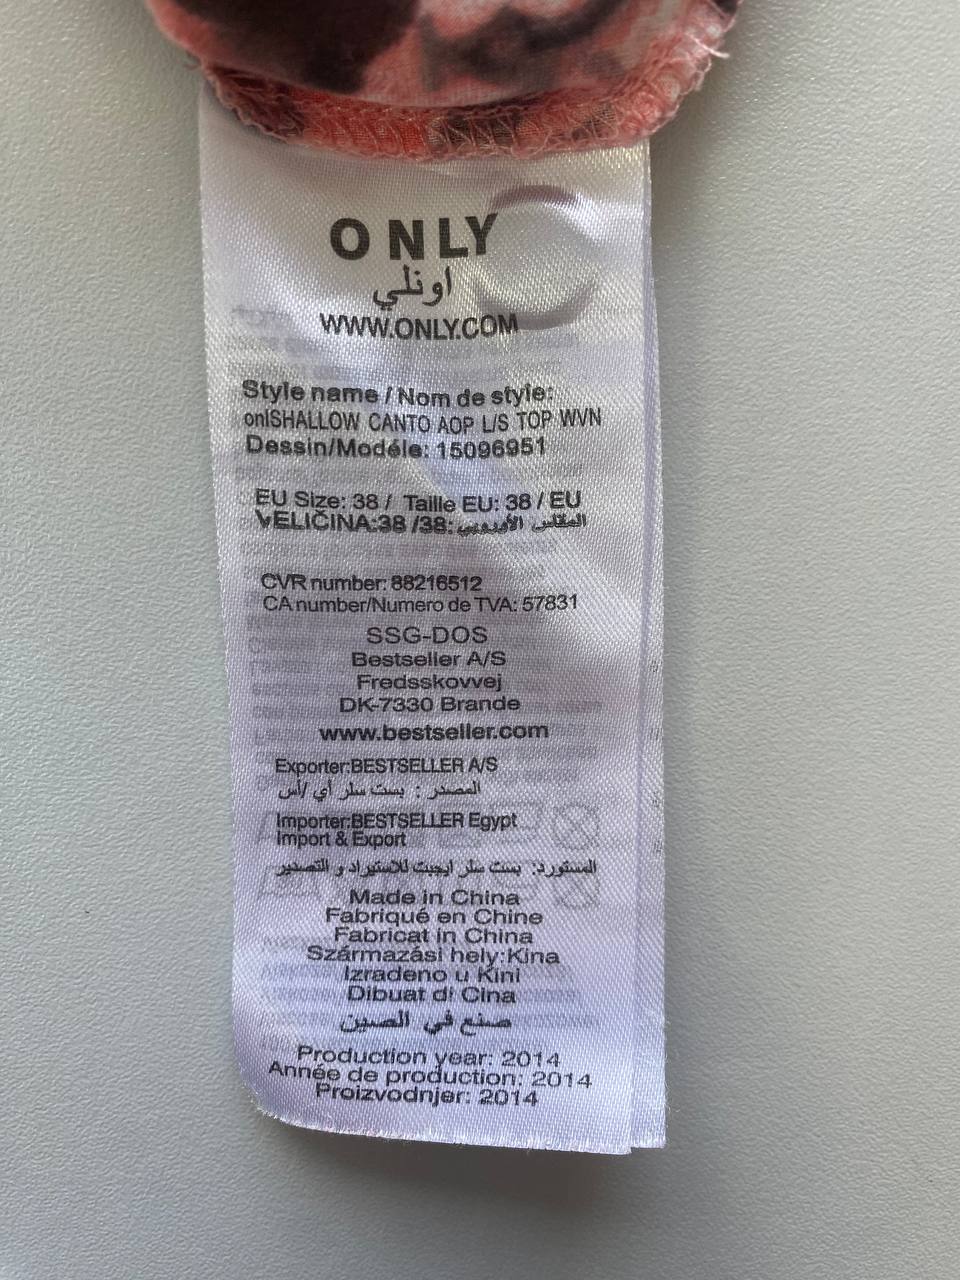 ONLY
اونلي
WWW.ONLY.COM
Style name / Nom de style:
onlSHALLOW CANTO AOP L/S TOP WVN
Dessin/Modéle: 15096951
EU Size: 38 / Taille EU: 38 / EU
VELIČINA:38 /38: المقاس الأوروبي
CVR number: 88216512
CA number/Numero de TVA: 57831
SSG-DOS
Bestseller A/S
Fredsskovvej
DK-7330 Brande
www.bestseller.com
Exporter:BESTSELLER A/S
المصدر : بست سلر أي /أس
Importer:BESTSELLER Egypt
Import & Export
المستورد: بست سلر ايجبت للاستيراد و التصدير
Made in China
Fabriqué en Chine
Fabricat in China
Származási hely:Kina
Izradeno u Kini
Dibuat di Cina
صنع في الصين
Production year: 2014
Année de production: 2014
Proizvodnjer: 2014